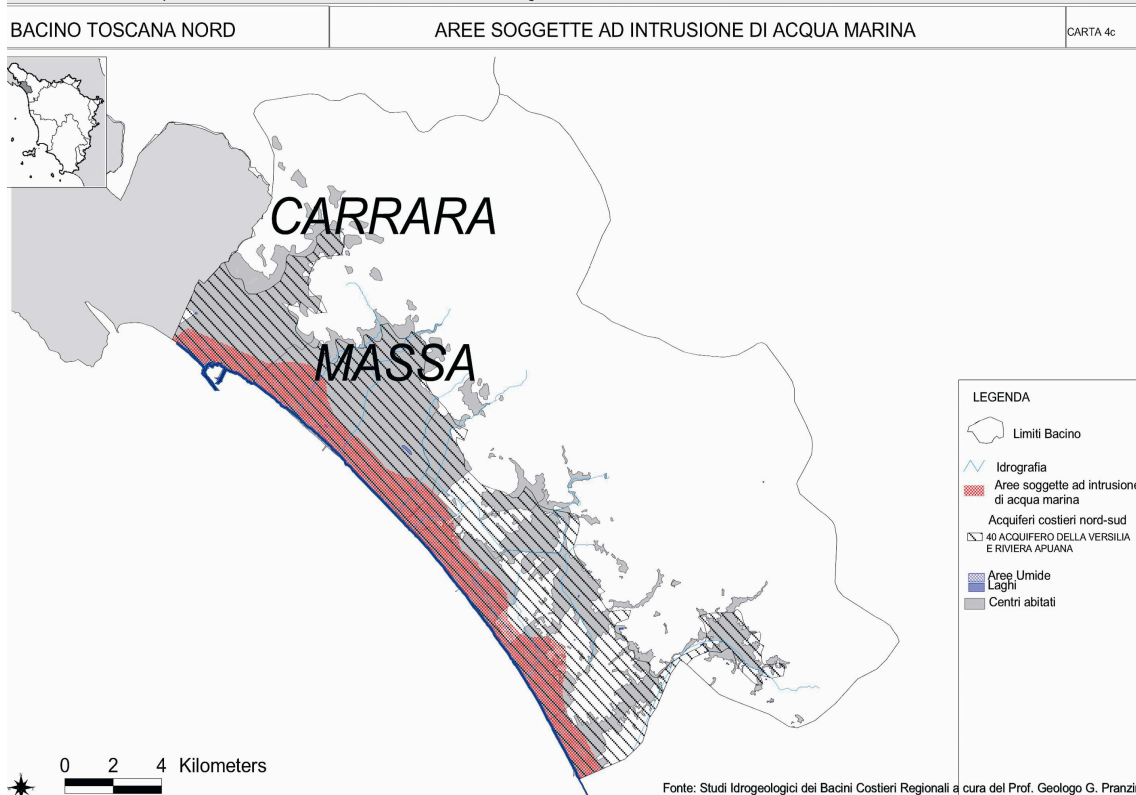 BACINO TOSCANA NORD
AREE SOGGETTE AD INTRUSIONE DI ACQUA MARINA
CARTA 4c
CARRARA
MASSA
LEGENDA
Limiti Bacino
Idrografia
Aree soggette ad intrusione
di acqua marina
Acquiferi costieri nord-sud
40 ACQUIFERO DELLA VERSILIA
E RIVIERA APUANA
Aree Umide
Laghi
Centri abitati
0 2 4 Kilometers
Fonte: Studi Idrogeologici dei Bacini Costieri Regionali a cura del Prof. Geologo G. Pranzi